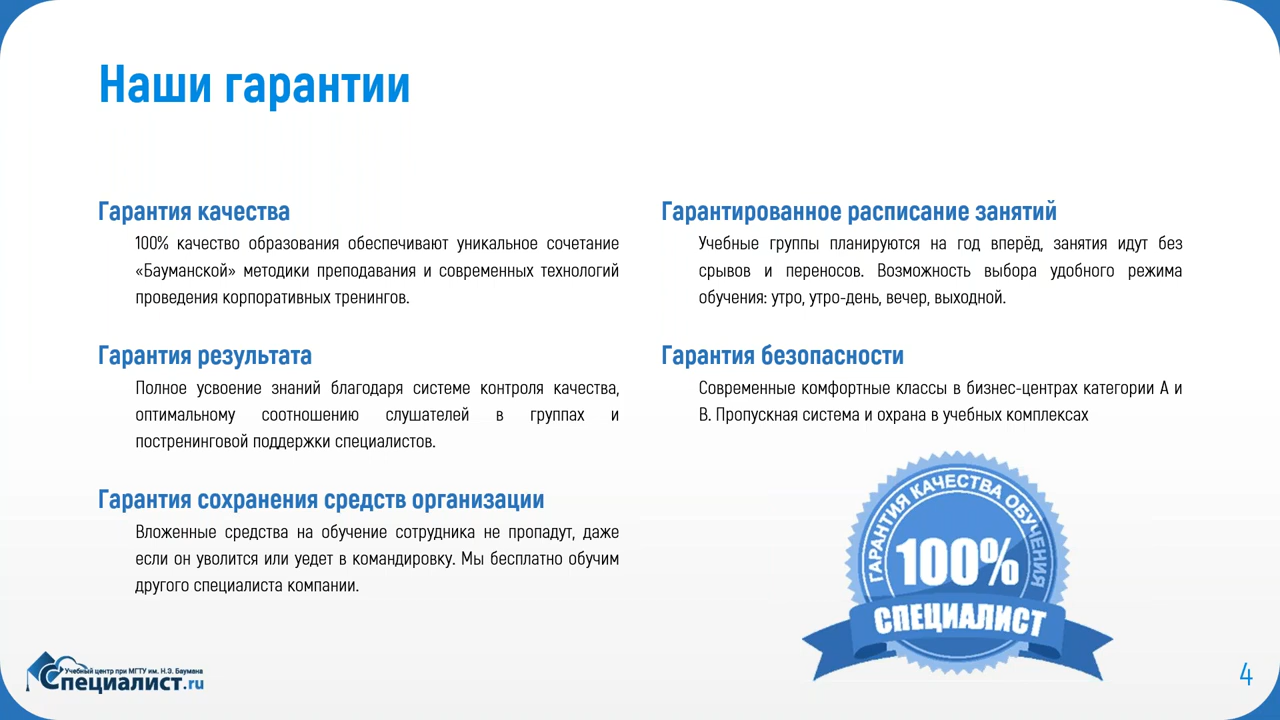 Наши гарантии
Гарантия качества
100% качество образования обеспечивают уникальное сочетание
«Бауманской» методики преподавания и современных технологий
проведения корпоративных тренингов.
Гарантия результата
Полное усвоение знаний благодаря системе контроля качества,
оптимальному соотношению слушателей в группах и
постренинговой поддержки специалистов.
Гарантия сохранения средств организации
Вложенные средства на обучение сотрудника не пропадут, даже
если он уволится или уедет в командировку. Мы бесплатно обучим
другого специалиста компании.
Гарантированное расписание занятий
Учебные группы планируются на год вперёд, занятия идут без
срывов и переносов. Возможность выбора удобного режима
обучения: утро, утро-день, вечер, выходной.
Гарантия безопасности
Современные комфортные классы в бизнес-центрах категории А и
В. Пропускная система и охрана в учебных комплексах
ГАРАНТИЯ КАЧЕСТВА ОБУЧЕНИЯ
100%
СПЕЦИАЛИСТ
Учебный центр при МГТУ им. Н.Э. Баумана
Специалист.ru
4